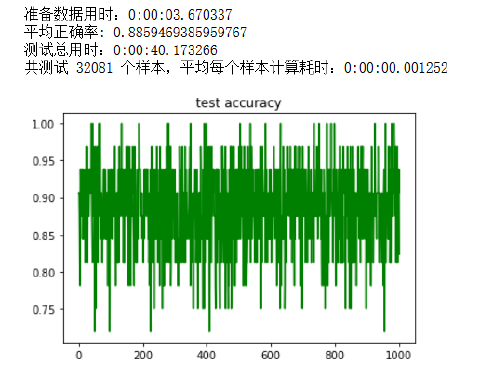 准备数据用时：0:00:03.670337
平均正确率：0.8859469385959767
测试总用时：0:00:40.173266
共测试 32081 个样本，平均每个样本计算耗时：0:00:00.001252
test accuracy
1.00
0.95
0.90
0.85
0.80
0.75
0 200 400 600 800 1000